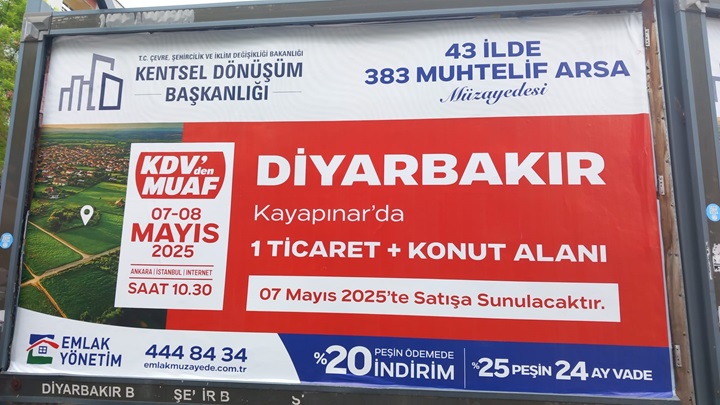 T.C. ÇEVRE, ŞEHİRCİLİK VE İKLİM DEĞİŞİKLİĞİ BAKANLIĞI
KENTSEL DÖNÜŞÜM
BAŞKANLIĞI
43 İLDE
383 MUHTELİF ARSA
Müzayedesi
KDV'den
MUAF
07-08
MAYIS
2025
ANKARA | İSTANBUL | INTERNET
SAAT 10.30
DİYARBAKIR
Kayapınar'da
1 TİCARET + KONUT ALANI
07 Mayıs 2025'te Satışa Sunulacaktır.
EMLAK
YÖNETİM
444 84 34
emlakmuzayede.com.tr
%20 PEŞİN ÖDEMEDE
İNDİRİM
%25 PEŞİN 24 AY VADE
DİYARBAKIR B